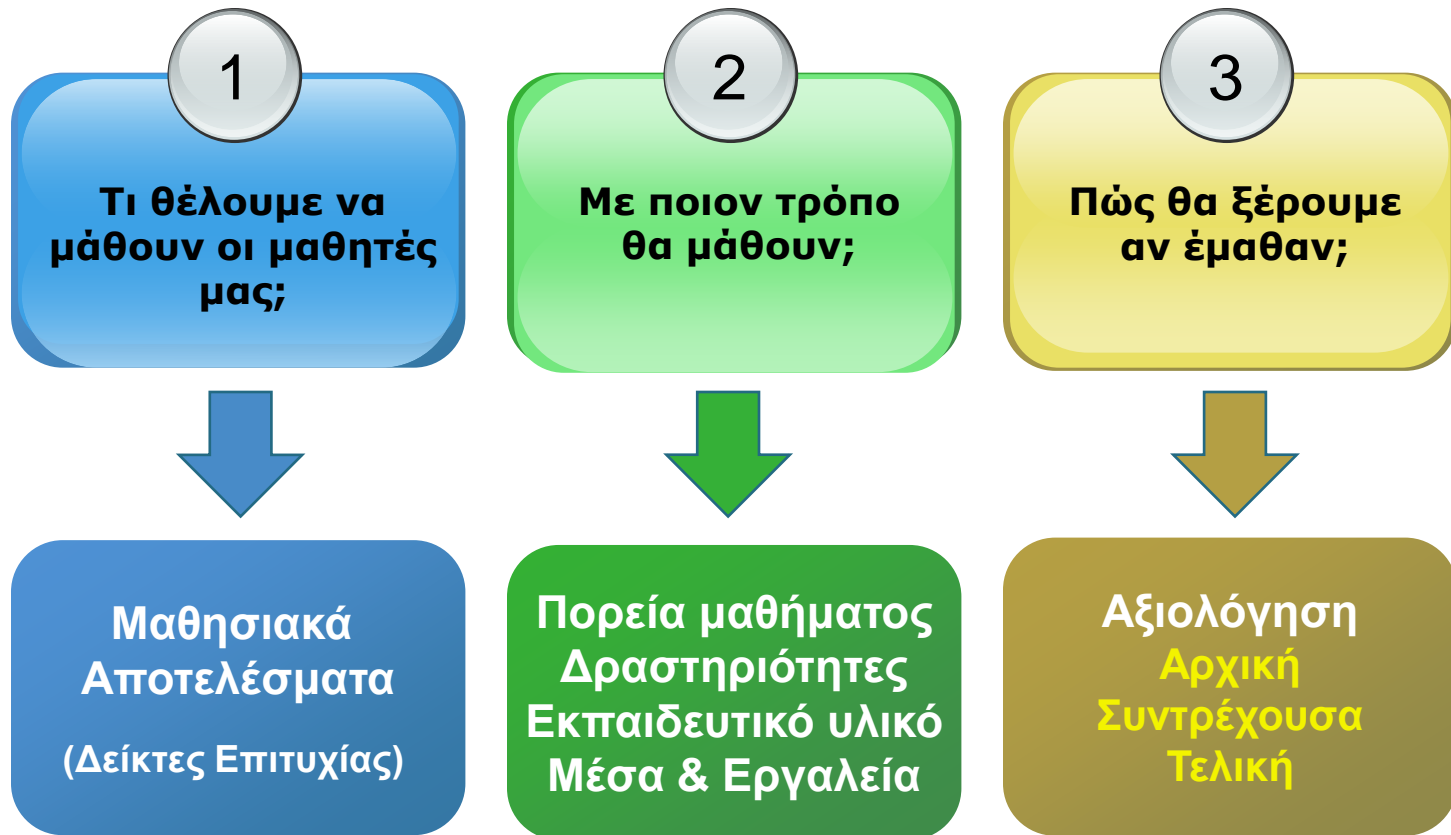 1
Τι θέλουμε να
μάθουν οι μαθητές
μας;
Μαθησιακά
Αποτελέσματα
(Δείκτες Επιτυχίας)
2
Με ποιον τρόπο
θα μάθουν;
Πορεία μαθήματος
Δραστηριότητες
Εκπαιδευτικό υλικό
Μέσα & Εργαλεία
3
Πώς θα ξέρουμε
αν έμαθαν;
Αξιολόγηση
Αρχική
Συντρέχουσα
Τελική